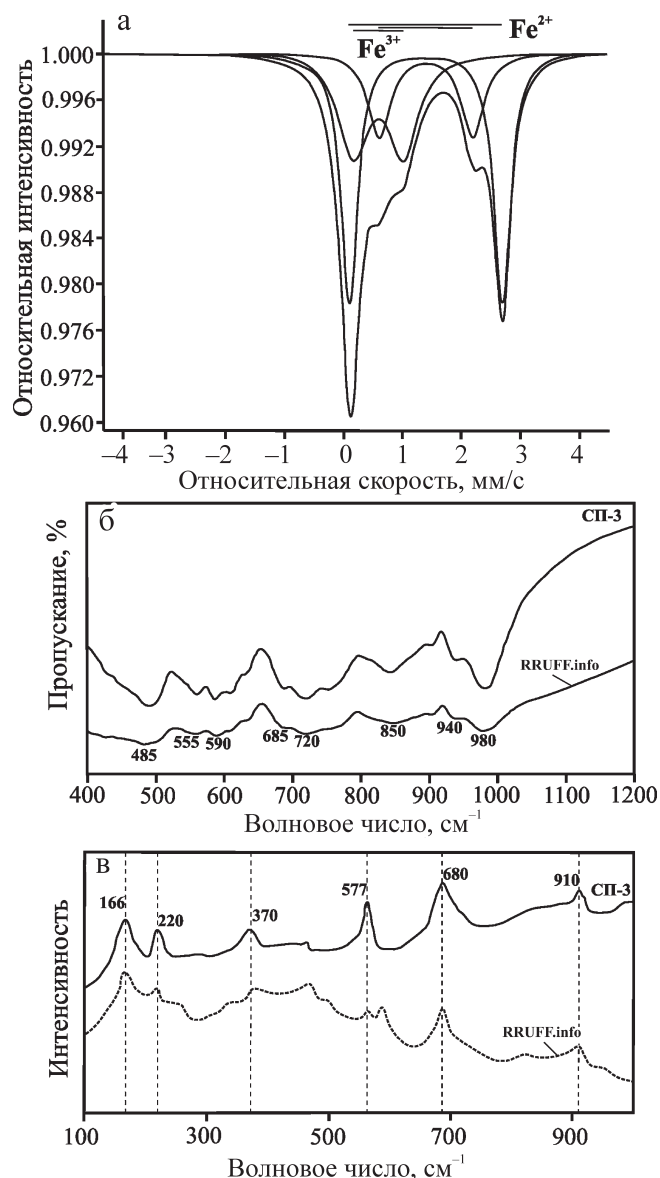 а
Fe2+
Fe3+
1.000
0.996
0.992
0.988
0.984
0.980
0.976
0.972
0.960
Относительная интенсивность
–4 –3 –2 –1 0 1 2 3 4
Относительная скорость, мм/с
б
СП-3
Пропускание, %
RRUFF.info
485 555 590 685 720 850 940 980
400 500 600 700 800 900 1000 1100 1200
Волновое число, см–1
в
166 220 370 577 680 910
СП-3
Интенсивность
RRUFF.info
100 300 500 700 900
Волновое число, см–1